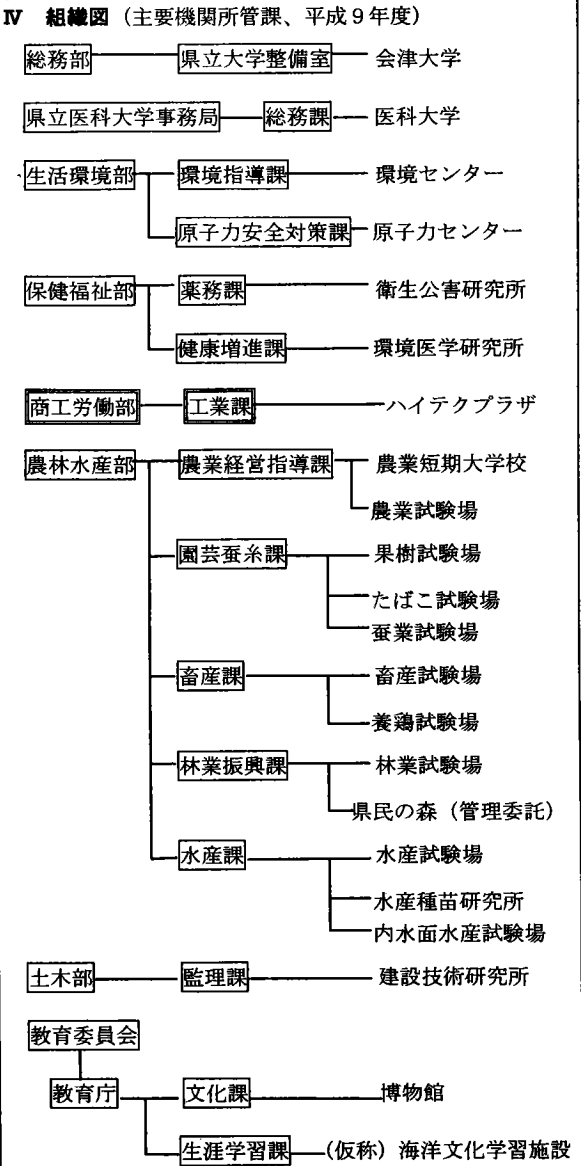 Ⅳ 組織図（主要機関所管課、平成９年度）
総務部 県立大学整備室 会津大学
県立医科大学事務局 総務課 医科大学
生活環境部 環境指導課 環境センター
原子力安全対策課 原子力センター
保健福祉部 薬務課 衛生公害研究所
健康増進課 環境医学研究所
商工労働部 工業課 ハイテクプラザ
農林水産部 農業経営指導課 農業短期大学校
農業試験場
園芸蚕糸課 果樹試験場
たばこ試験場
蚕業試験場
畜産課 畜産試験場
養鶏試験場
林業振興課 林業試験場
県民の森（管理委託）
水産課 水産試験場
水産種苗研究所
内水面水産試験場
土木部 監理課 建設技術研究所
教育委員会
教育庁 文化課 博物館
生涯学習課 （仮称）海洋文化学習施設